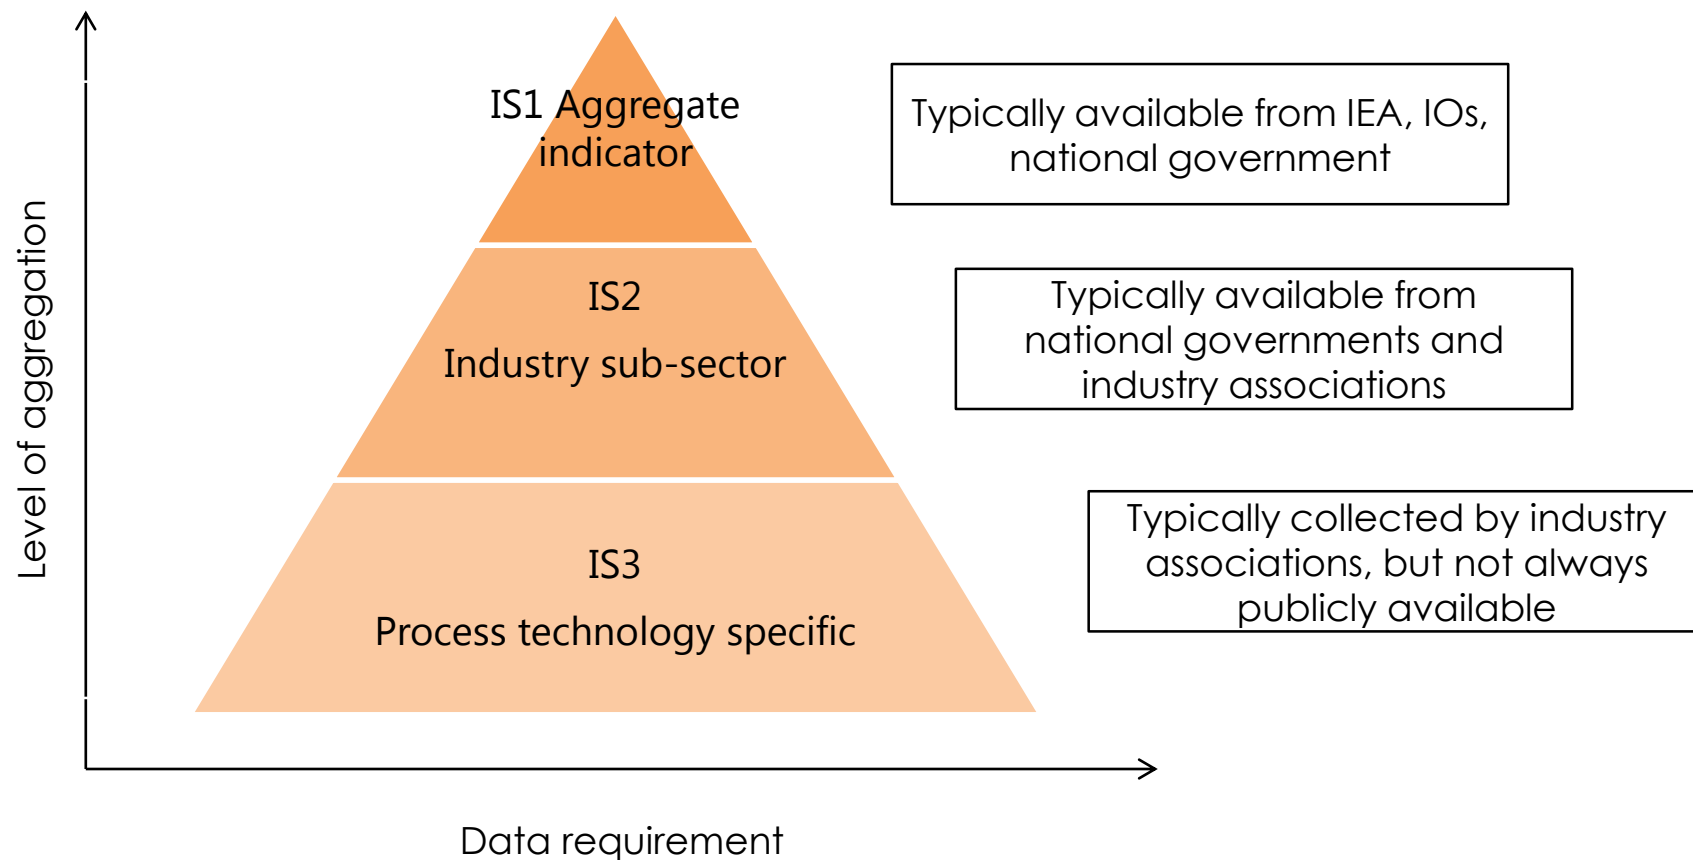 Level of aggregation
IS1 Aggregate
indicator
Typically available from IEA, IOs,
national government
IS2
Industry sub-sector
Typically available from
national governments and
industry associations
IS3
Process technology specific
Typically collected by industry
associations, but not always
publicly available
Data requirement